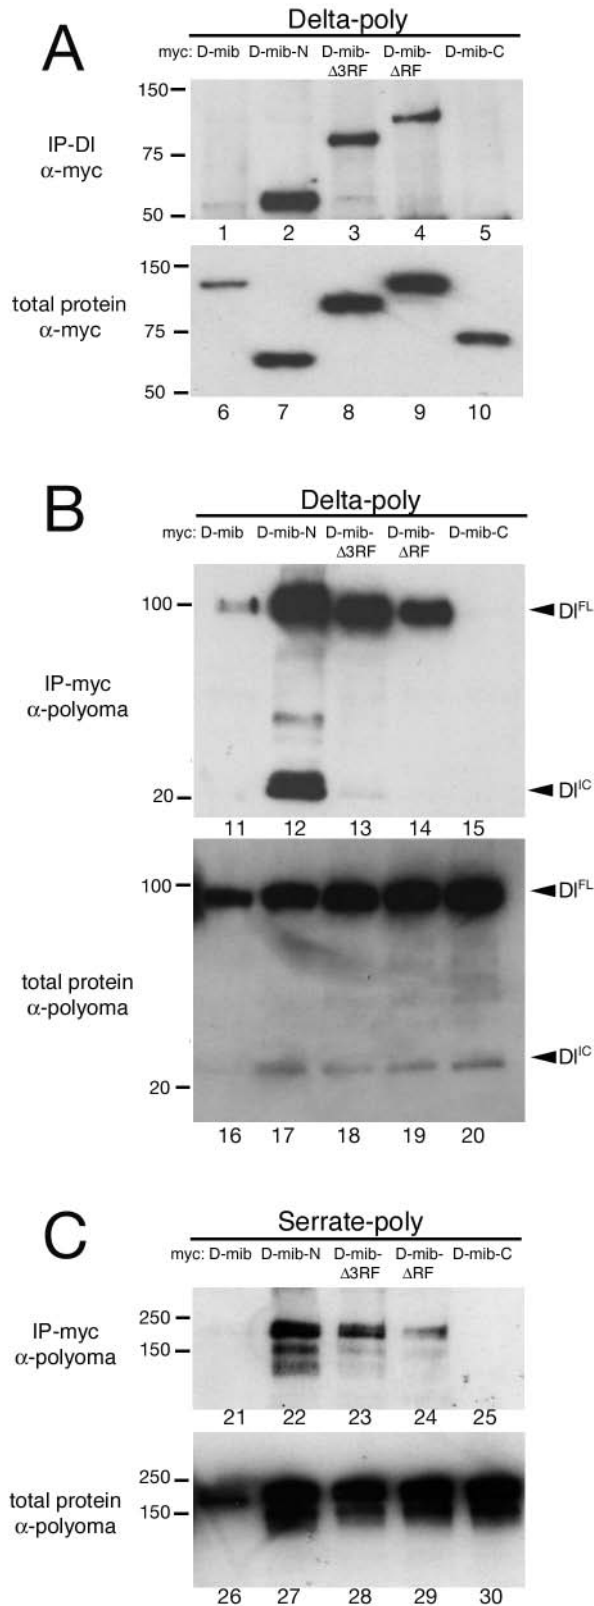 A
Delta-poly
myc: D-mib D-mib-N D-mib- D-mib- D-mib-C
Δ3RF ΔRF
150
IP-Dl
α-myc
75
50
1 2 3 4 5
150
total protein
α-myc
75
50
6 7 8 9 10
B
Delta-poly
myc: D-mib D-mib-N D-mib- D-mib- D-mib-C
Δ3RF ΔRF
100 Dl^FL
IP-myc
α-polyoma
20 Dl^IC
11 12 13 14 15
100 Dl^FL
total protein
α-polyoma
Dl^IC
20
16 17 18 19 20
C
Serrate-poly
myc: D-mib D-mib-N D-mib- D-mib- D-mib-C
Δ3RF ΔRF
250
IP-myc
α-polyoma
150
21 22 23 24 25
250
total protein
α-polyoma
150
26 27 28 29 30